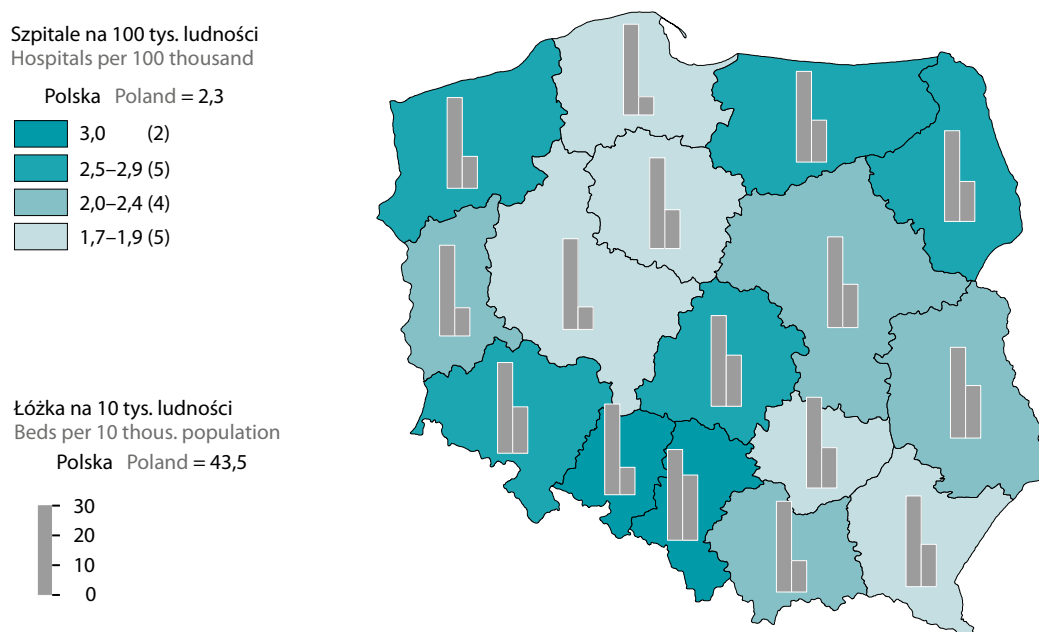 Szpitale na 100 tys. ludności
Hospitals per 100 thousand
Polska Poland = 2,3
3,0 (2)
2,5–2,9 (5)
2,0–2,4 (4)
1,7–1,9 (5)
Łóżka na 10 tys. ludności
Beds per 10 thous. population
Polska Poland = 43,5
30
20
10
0